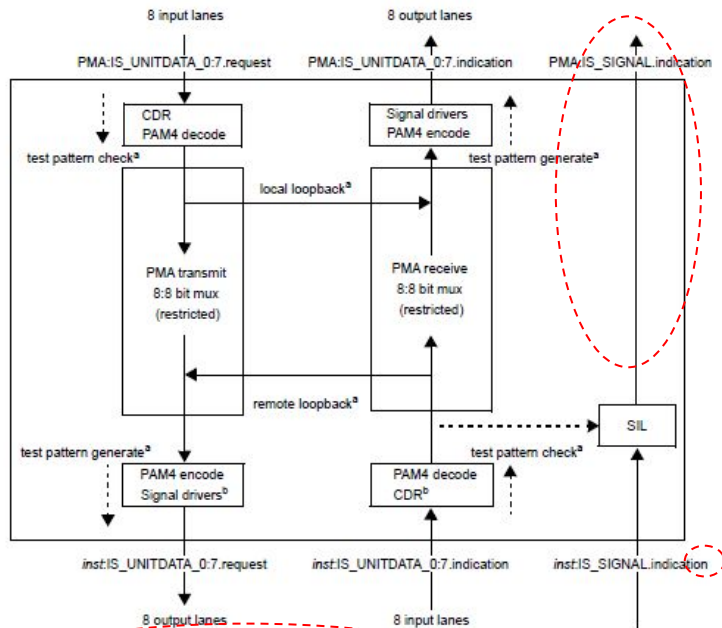 8 input lanes
8 output lanes
PMA:IS_UNITDATA_0:7.request
PMA:IS_UNITDATA_0:7.indication
PMA:IS_SIGNAL.indication
CDR
PAM4 decode
Signal drivers
PAM4 encode
test pattern checkᵃ
test pattern generateᵃ
local loopbackᵃ
PMA transmit
8:8 bit mux
(restricted)
PMA receive
8:8 bit mux
(restricted)
remote loopbackᵃ
SIL
test pattern generateᵃ
test pattern checkᵃ
PAM4 encode
Signal driversᵇ
PAM4 decode
CDRᵇ
inst:IS_UNITDATA_0:7.request
inst:IS_UNITDATA_0:7.indication
inst:IS_SIGNAL.indication
8 output lanes
8 input lanes